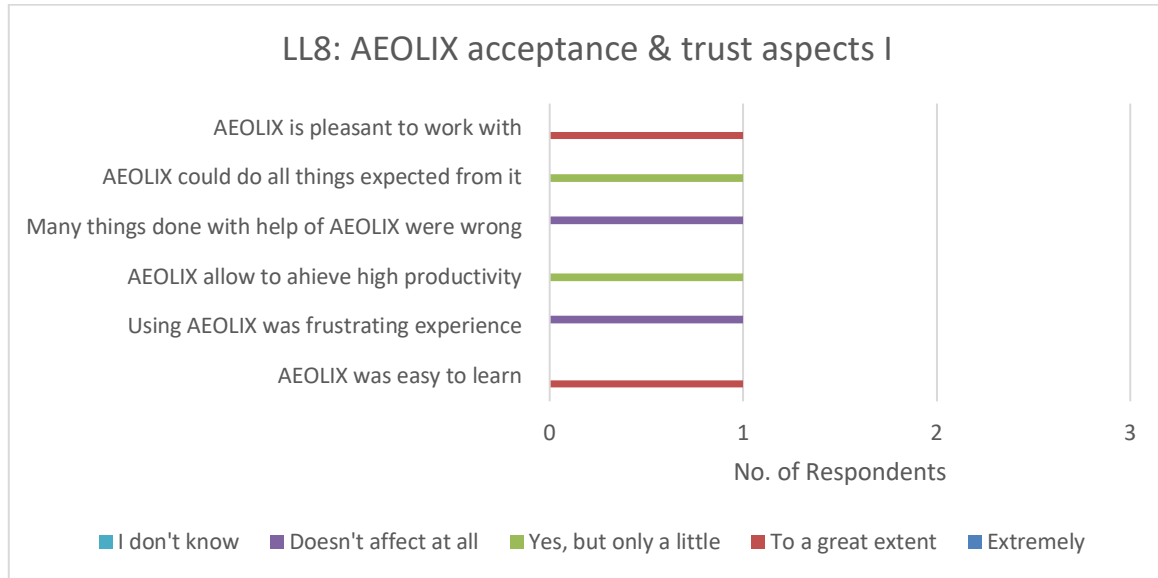 LL8: AEOLIX acceptance & trust aspects I
AEOLIX is pleasant to work with
AEOLIX could do all things expected from it
Many things done with help of AEOLIX were wrong
AEOLIX allow to ahieve high productivity
Using AEOLIX was frustrating experience
AEOLIX was easy to learn
0 1 2 3
No. of Respondents
I don't know Doesn't affect at all Yes, but only a little To a great extent Extremely